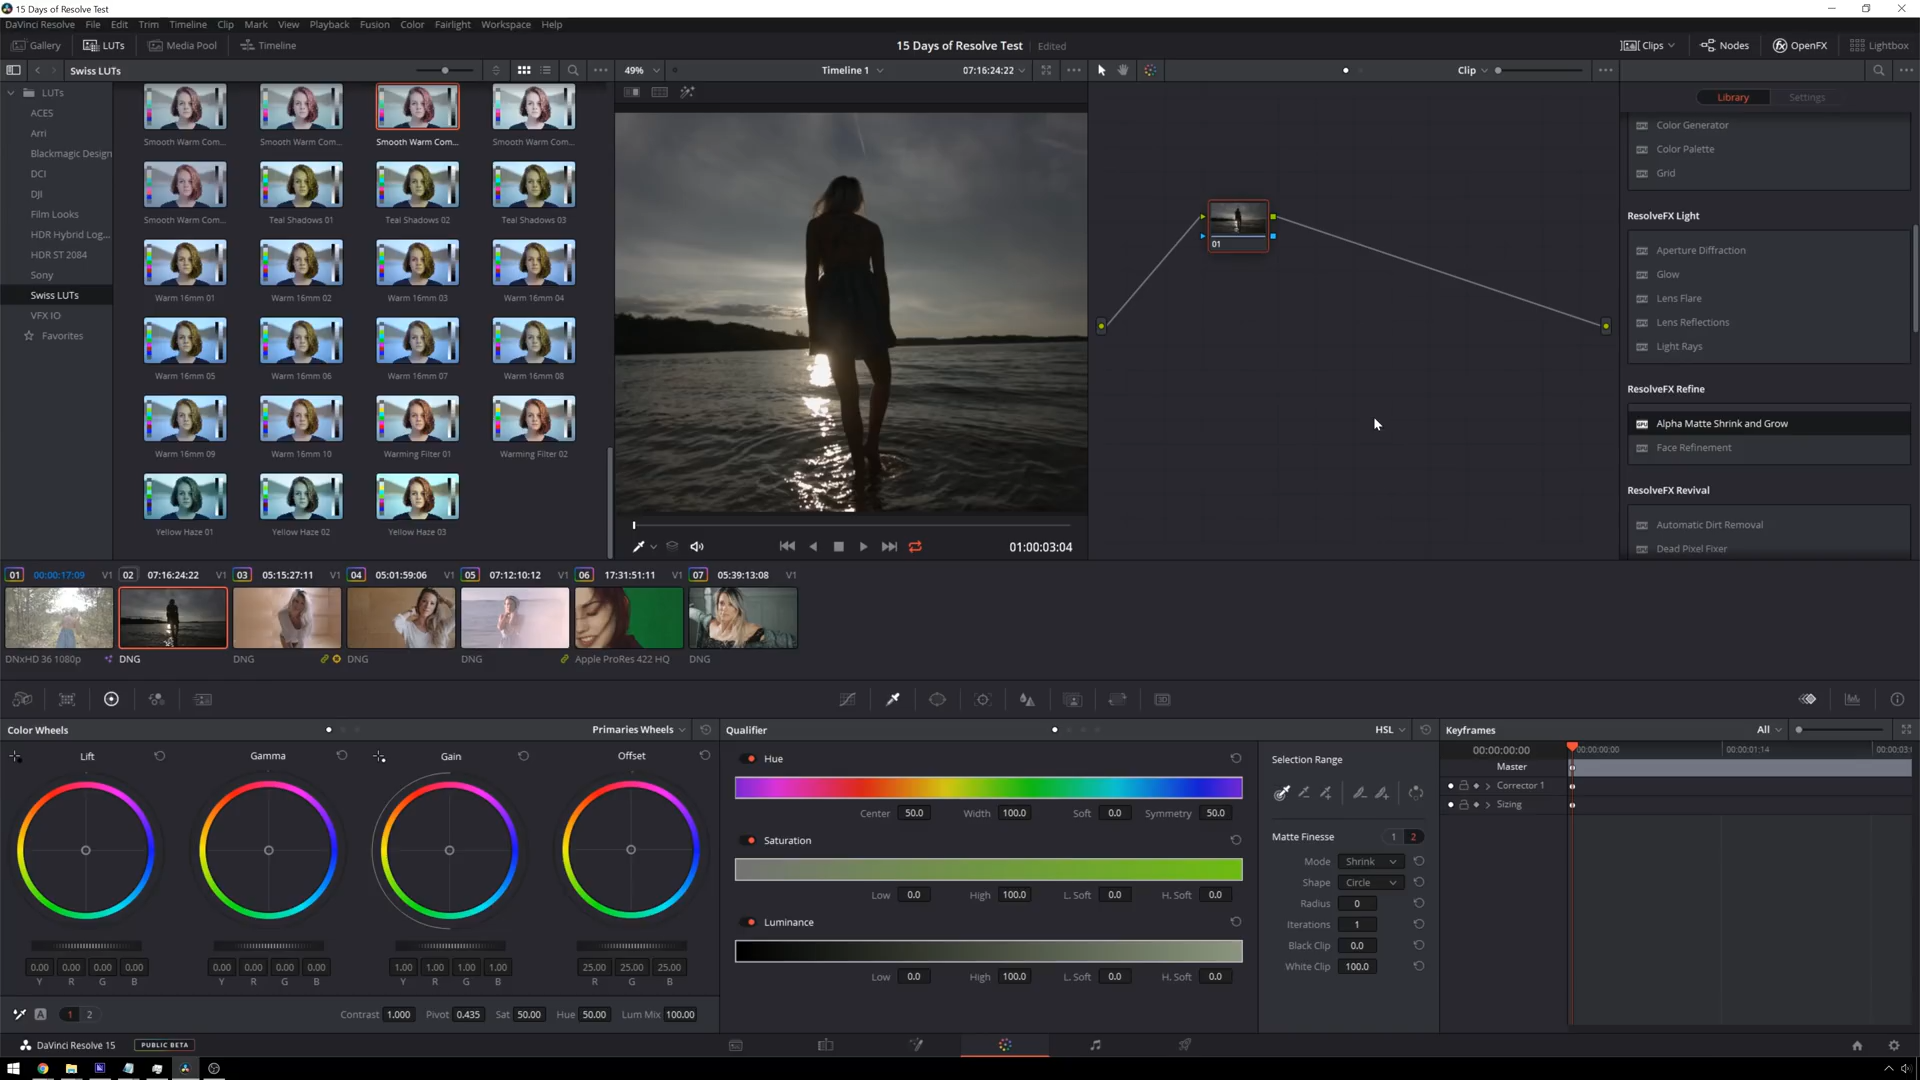 15 Days of Resolve Test
DaVinci Resolve File Edit Trim Timeline Clip Mark View Playback Fusion Color Fairlight Workspace Help
Gallery LUTs Media Pool Timeline 15 Days of Resolve Test Edited Clips Nodes OpenFX Lightbox
Swiss LUTs 49% Timeline 1 07:16:24:22 Clip
Library Settings
LUTs
ACES
Arri
Blackmagic Design
DCI
DJI
Film Looks
HDR Hybrid Log...
HDR ST 2084
Sony
Swiss LUTs
VFX IO
Favorites
Smooth Warm Com... Smooth Warm Com... Smooth Warm Com... Smooth Warm Com...
Smooth Warm Com... Teal Shadows 01 Teal Shadows 02 Teal Shadows 03
Warm 16mm 01 Warm 16mm 02 Warm 16mm 03 Warm 16mm 04
Warm 16mm 05 Warm 16mm 06 Warm 16mm 07 Warm 16mm 08
Warm 16mm 09 Warm 16mm 10 Warming Filter 01 Warming Filter 02
Yellow Haze 01 Yellow Haze 02 Yellow Haze 03
01:00:03:04
01
Color Generator
Color Palette
Grid
ResolveFX Light
Aperture Diffraction
Glow
Lens Flare
Lens Reflections
Light Rays
ResolveFX Refine
Alpha Matte Shrink and Grow
Face Refinement
ResolveFX Revival
Automatic Dirt Removal
Dead Pixel Fixer
01 00:00:17:09 V1 02 07:16:24:22 V1 03 05:15:27:11 V1 04 05:01:59:06 V1 05 07:12:10:12 V1 06 17:31:51:11 V1 07 05:39:13:08 V1
DNxHD 36 1080p DNG DNG DNG DNG Apple ProRes 422 HQ DNG
Color Wheels Primaries Wheels
Lift Gamma Gain Offset
0.00 0.00 0.00 0.00 0.00 0.00 0.00 0.00 1.00 1.00 1.00 1.00 25.00 25.00 25.00
Y R G B Y R G B Y R G B R G B
A 1 2 Contrast 1.000 Pivot 0.435 Sat 50.00 Hue 50.00 Lum Mix 100.00
Qualifier HSL
Hue
Center 50.0 Width 100.0 Soft 0.0 Symmetry 50.0
Saturation
Low 0.0 High 100.0 L. Soft 0.0 H. Soft 0.0
Luminance
Low 0.0 High 100.0 L. Soft 0.0 H. Soft 0.0
Selection Range
Matte Finesse 1 2
Mode Shrink
Shape Circle
Radius 0
Iterations 1
Black Clip 0.0
White Clip 100.0
Keyframes All
00:00:00:00 00:00:00:00 00:00:01:14
Master
Corrector 1
Sizing
DaVinci Resolve 15 PUBLIC BETA